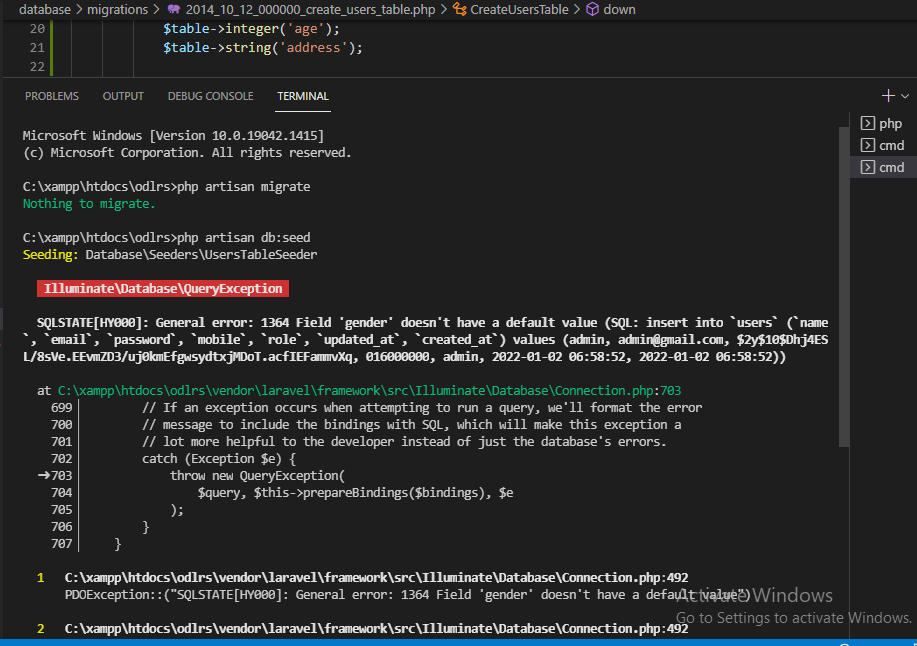 database > migrations > 2014_10_12_000000_create_users_table.php > CreateUsersTable > down
20 $table->integer('age');
21 $table->string('address');
22
PROBLEMS OUTPUT DEBUG CONSOLE TERMINAL
php
cmd
cmd
Microsoft Windows [Version 10.0.19042.1415]
(c) Microsoft Corporation. All rights reserved.
C:\xampp\htdocs\odlrs>php artisan migrate
Nothing to migrate.
C:\xampp\htdocs\odlrs>php artisan db:seed
Seeding: Database\Seeders\UsersTableSeeder
Illuminate\Database\QueryException
SQLSTATE[HY000]: General error: 1364 Field 'gender' doesn't have a default value (SQL: insert into `users` (`name
`, `email`, `password`, `mobile`, `role`, `updated_at`, `created_at`) values (admin, admin@gmail.com, $2y$10$Dhj4ES
L/8sVe.EEvmZD3/uj0kmEfgwsydtxjMDoT.acfIEFammvXq, 016000000, admin, 2022-01-02 06:58:52, 2022-01-02 06:58:52))
at C:\xampp\htdocs\odlrs\vendor\laravel\framework\src\Illuminate\Database\Connection.php:703
699 // If an exception occurs when attempting to run a query, we'll format the error
700 // message to include the bindings with SQL, which will make this exception a
701 // lot more helpful to the developer instead of just the database's errors.
702 catch (Exception $e) {
→703 throw new QueryException(
704 $query, $this->prepareBindings($bindings), $e
705 );
706 }
707 }
1 C:\xampp\htdocs\odlrs\vendor\laravel\framework\src\Illuminate\Database\Connection.php:492
PDOException::("SQLSTATE[HY000]: General error: 1364 Field 'gender' doesn't have a default value")
2 C:\xampp\htdocs\odlrs\vendor\laravel\framework\src\Illuminate\Database\Connection.php:492
Activate Windows
Go to Settings to activate Windows.